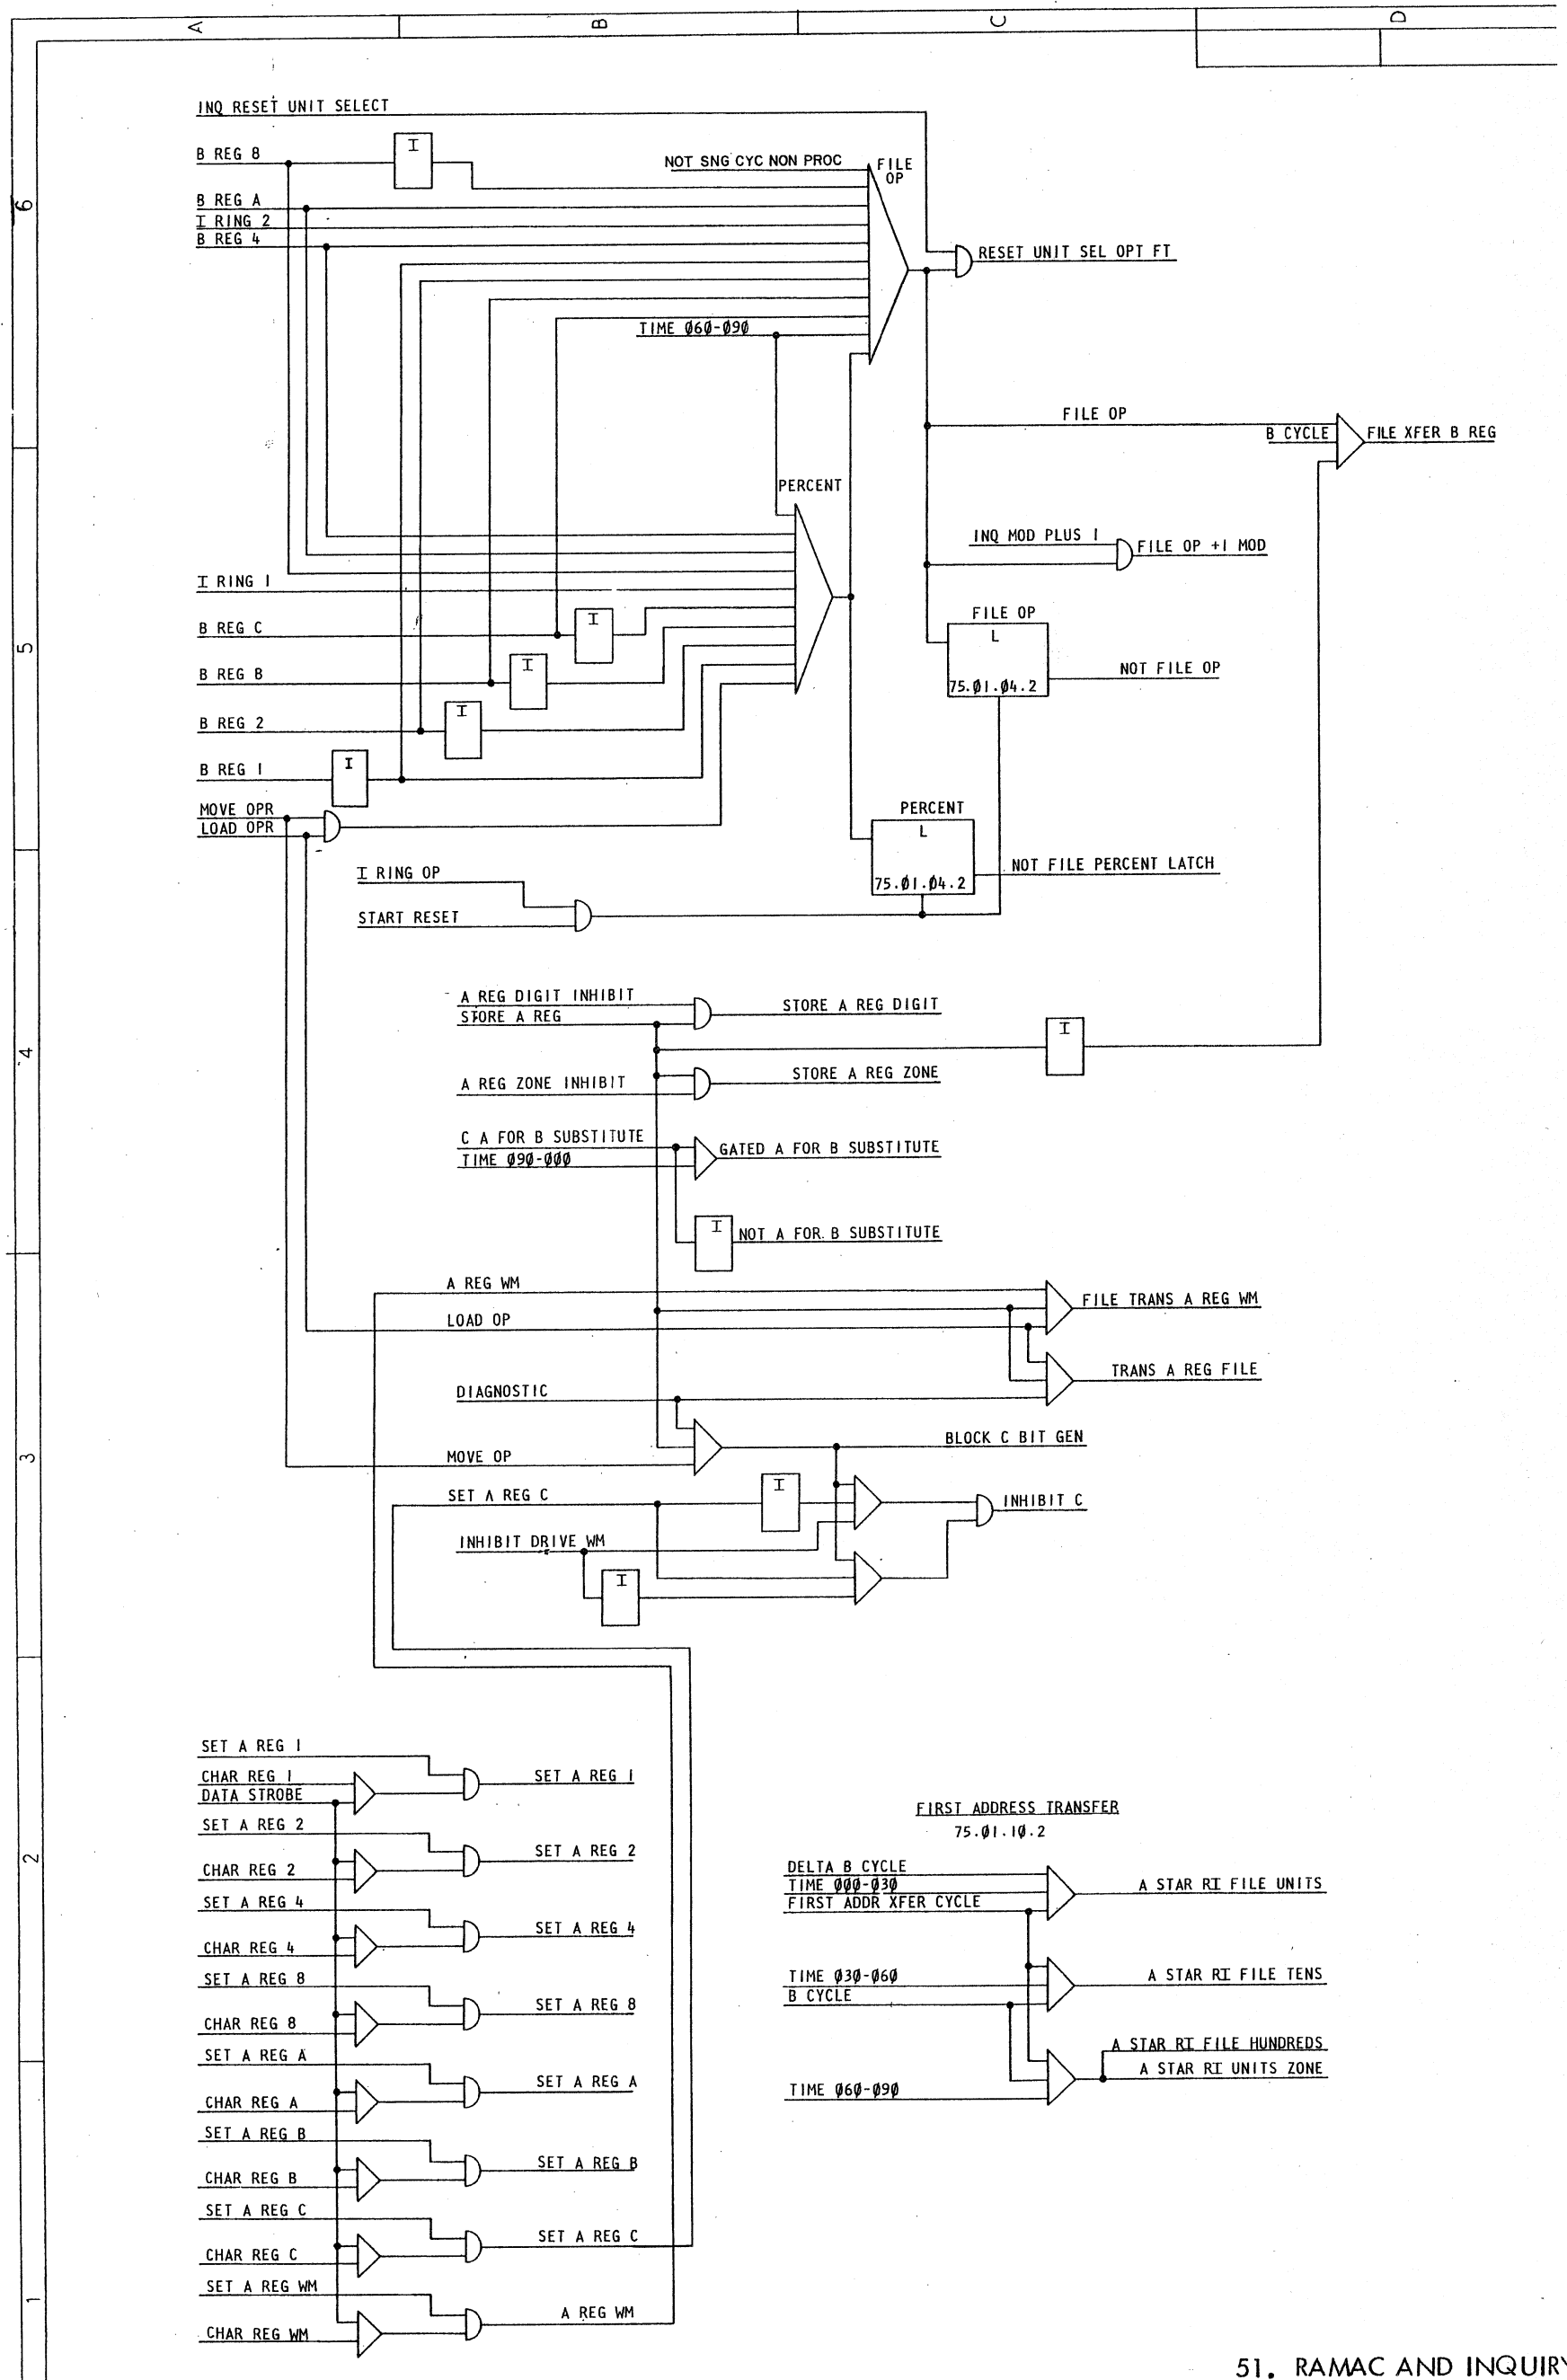 A
B
C
D
INQ RESET UNIT SELECT
B REG 8
I
NOT SNG CYC NON PROC
FILE
OP
B REG A
I RING 2
B REG 4
RESET UNIT SEL OPT FT
6
TIME Ø6Ø-Ø9Ø
FILE OP
B CYCLE
FILE XFER B REG
PERCENT
INQ MOD PLUS 1
FILE OP +1 MOD
I RING 1
B REG C
I
FILE OP
L
75.Ø1.Ø4.2
NOT FILE OP
5
B REG B
I
B REG 2
I
B REG 1
I
MOVE OPR
LOAD OPR
PERCENT
L
75.Ø1.Ø4.2
NOT FILE PERCENT LATCH
I RING OP
START RESET
A REG DIGIT INHIBIT
STORE A REG
STORE A REG DIGIT
I
4
A REG ZONE INHIBIT
STORE A REG ZONE
C A FOR B SUBSTITUTE
TIME Ø9Ø-ØØØ
GATED A FOR B SUBSTITUTE
I
NOT A FOR B SUBSTITUTE
A REG WM
FILE TRANS A REG WM
LOAD OP
TRANS A REG FILE
DIAGNOSTIC
BLOCK C BIT GEN
MOVE OP
3
SET A REG C
I
INHIBIT C
INHIBIT DRIVE WM
I
SET A REG 1
CHAR REG 1
DATA STROBE
SET A REG 1
SET A REG 2
CHAR REG 2
SET A REG 2
SET A REG 4
CHAR REG 4
SET A REG 4
SET A REG 8
CHAR REG 8
SET A REG 8
SET A REG A
CHAR REG A
SET A REG A
SET A REG B
CHAR REG B
SET A REG B
SET A REG C
CHAR REG C
SET A REG C
SET A REG WM
CHAR REG WM
A REG WM
2
1
FIRST ADDRESS TRANSFER
75.Ø1.1Ø.2
DELTA B CYCLE
TIME ØØØ-Ø3Ø
FIRST ADDR XFER CYCLE
A STAR RI FILE UNITS
TIME Ø3Ø-Ø6Ø
B CYCLE
A STAR RI FILE TENS
A STAR RI FILE HUNDREDS
A STAR RI UNITS ZONE
TIME Ø6Ø-Ø9Ø
51. RAMAC AND INQUIRY